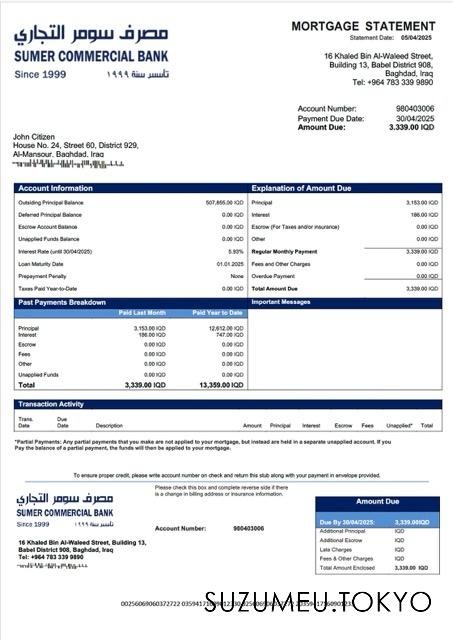 مصرف سومر التجاري
SUMER COMMERCIAL BANK
Since 1999 تأسس سنة ١٩٩٩
MORTGAGE STATEMENT
Statement Date: 05/04/2025
16 Khaled Bin Al-Waleed Street,
Building 13, Babel District 908,
Baghdad, Iraq
Tel: +964 783 339 9890
Account Number: 980403006
Payment Due Date: 30/04/2025
Amount Due: 3,339.00 IQD
John Citizen
House No. 24, Street 60, District 929,
Al-Mansour, Baghdad, Iraq
Account Information
Outsiding Principal Balance 507,855.00 IQD
Deferred Principal Balance 0.00 IQD
Escrow Account Balance 0.00 IQD
Unapplied Funds Balance 0.00 IQD
Interest Rate (until 30/04/2025) 5.93%
Loan Maturity Date 01.01.2025
Prepayment Penalty None
Taxes Paid Year-to-Date 0.00 IQD
Explanation of Amount Due
Principal 3,153.00 IQD
Interest 186.00 IQD
Escrow (For Taxes and/or insurance) 0.00 IQD
Other 0.00 IQD
Regular Monthly Payment 3,339.00 IQD
Fees and Other Charges 0.00 IQD
Overdue Payment 0.00 IQD
Total Amount Due 3,339.00 IQD
Past Payments Breakdown
Paid Last Month Paid Year to Date
Principal 3,153.00 IQD 12,612.00 IQD
Interest 186.00 IQD 747.00 IQD
Escrow 0.00 IQD 0.00 IQD
Fees 0.00 IQD 0.00 IQD
Other 0.00 IQD 0.00 IQD
Unapplied Funds 0.00 IQD 0.00 IQD
Total 3,339.00 IQD 13,359.00 IQD
Important Messages
Transaction Activity
Trans. Date Due Date Description Amount Principal Interest Escrow Fees Unapplied* Total
*Partial Payments: Any partial payments that you make are not applied to your mortgage, but instead are held in a separate unapplied account. If you
Pay the balance of a partial payment, the funds will then be applied to your mortgage.
To ensure proper credit, please write account number on check and return this stub along with your payment in envelope provided.
مصرف سومر التجاري
SUMER COMMERCIAL BANK
Since 1999 تأسس سنة ١٩٩٩
16 Khaled Bin Al-Waleed Street, Building 13,
Babel District 908, Baghdad, Iraq
Tel: +964 783 339 9890
Please check this box and complete reverse side if there
is a change in billing address or insurance information.
Account Number: 980403006
Amount Due
Due By 30/04/2025: 3,339.00IQD
Additional Principal IQD
Additional Escrow IQD
Late Charges IQD
Fees & Other Charges IQD
Total Amount Enclosed 3,339.00 IQD
SUZUMEU.TOKYO